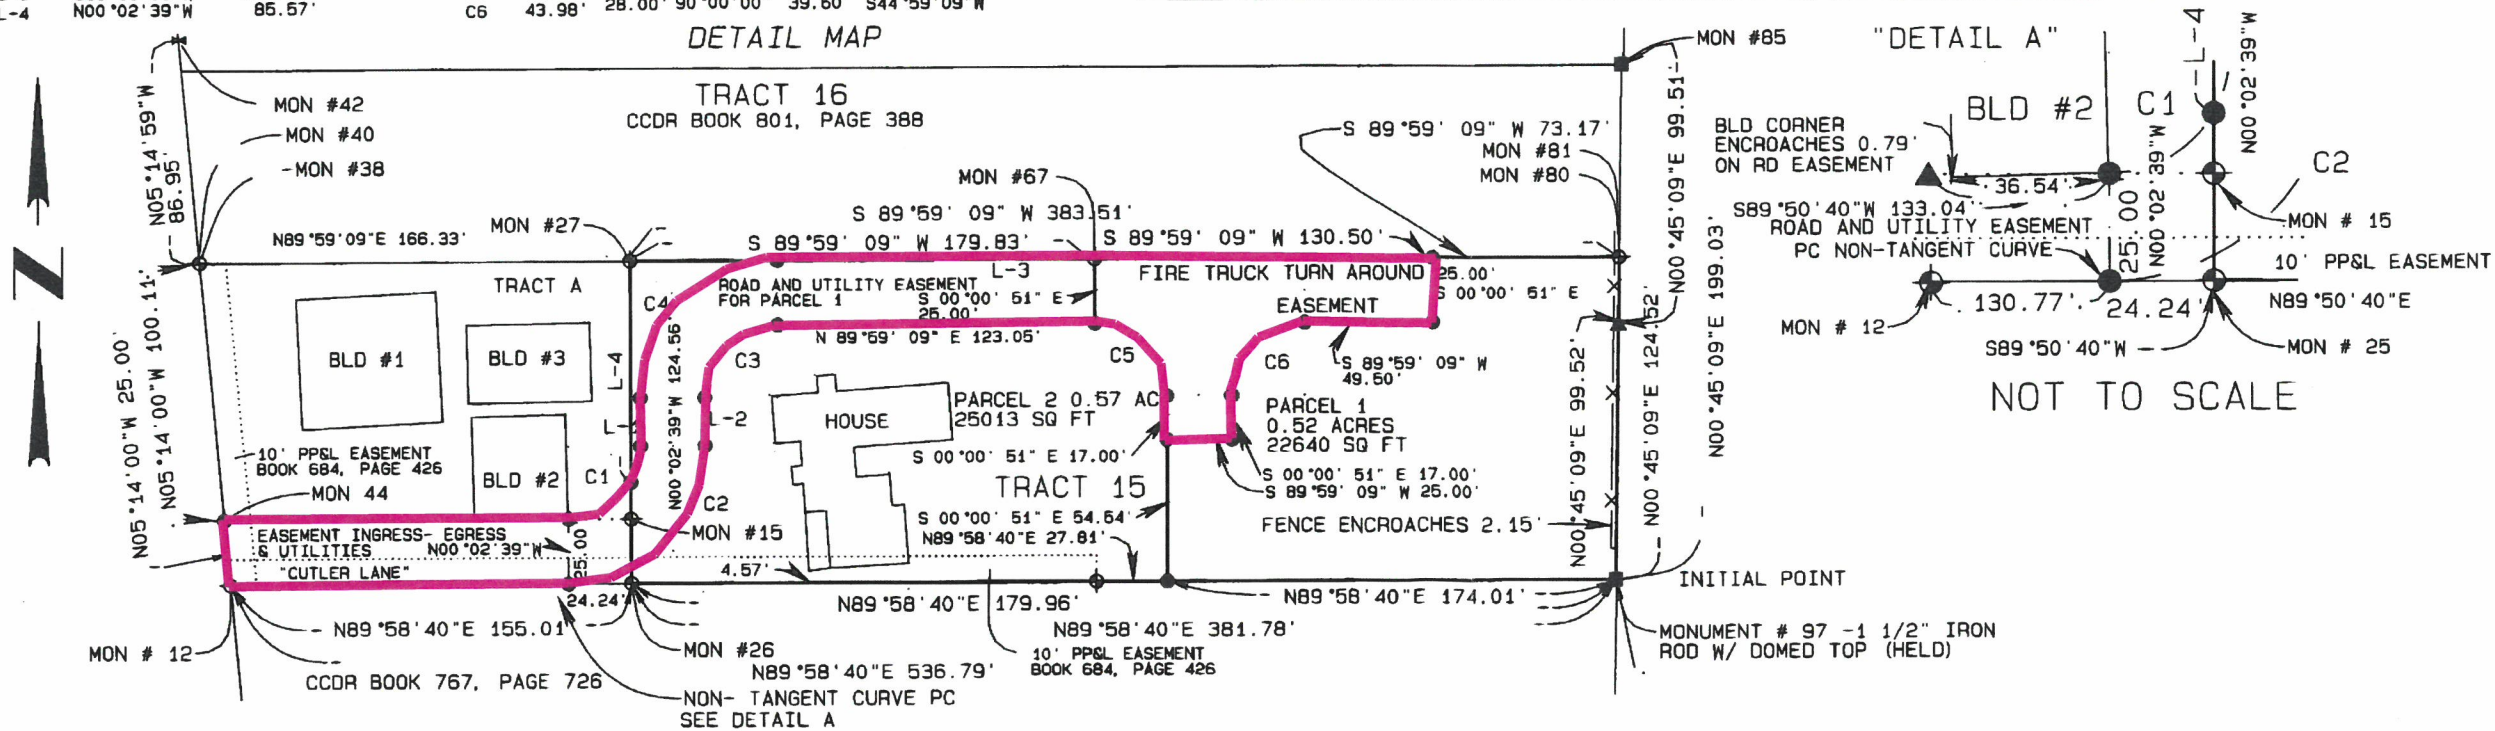 L-4 N00°02'39"W 85.57' C6 43.98' 28.00' 90°00'00" 39.60' S44°59'09"W
DETAIL MAP
N05°14'59"W
86.95'
MON #42
MON #40
MON #38
TRACT 16
CCDR BOOK 801, PAGE 388
MON #85
S 89°59' 09" W 73.17'
MON #81
MON #80
N00°45'09"E 99.51'
N00°45'09"E 199.03'
MON #67
S 89°59' 09" W 383.51'
MON #27
N89°59'09"E 166.33'
S 89°59' 09" W 179.83'
S 89°59' 09" W 130.50'
L-3
TRACT A
ROAD AND UTILITY EASEMENT
FOR PARCEL 1
S 00°00' 51" E
25.00'
FIRE TRUCK TURN AROUND
EASEMENT
25.00'
S 00°00' 51" E
N
C4
N 89°59' 09" E 123.05'
BLD #1
BLD #3
L-4
N00°02'39"W 124.56'
C3
C5
C6
S 89°59' 09" W
49.50'
N05°14'00"W 25.00'
N05°14'00"W 100.11'
HOUSE
PARCEL 2 0.57 AC
25013 SQ FT
PARCEL 1
0.52 ACRES
22640 SQ FT
L-2
N00°45'09"E 99.52'
N00°45'09"E 124.52'
10' PP&L EASEMENT
BOOK 684, PAGE 426
MON 44
BLD #2
C1
C2
S 00°00' 51" E 17.00'
TRACT 15
S 00°00' 51" E 17.00'
S 89°59' 09" W 25.00'
S 00°00' 51" E 54.64'
N89°58'40"E 27.81'
FENCE ENCROACHES 2.15'
EASEMENT INGRESS- EGRESS
& UTILITIES
N00°02'39"W
25.00
MON #15
"CUTLER LANE"
4.57'
24.24'
INITIAL POINT
N89°58'40"E 179.96'
N89°58'40"E 174.01'
N89°58'40"E 155.01'
N89°58'40"E 381.78'
MON # 12
MON #26
N89°58'40"E 536.79'
10' PP&L EASEMENT
BOOK 684, PAGE 426
MONUMENT # 97 -1 1/2" IRON
ROD W/ DOMED TOP (HELD)
CCDR BOOK 767, PAGE 726
NON- TANGENT CURVE PC
SEE DETAIL A
"DETAIL A"
L-4
N00°02'39"W
BLD #2
C1
BLD CORNER
ENCROACHES 0.79'
ON RD EASEMENT
36.54'
C2
S89°50'40"W 133.04'
ROAD AND UTILITY EASEMENT
PC NON-TANGENT CURVE
25.00
N00°02'39"W
MON # 15
10' PP&L EASEMENT
130.77'
24.24'
N89°50'40"E
MON # 12
S89°50'40"W
MON # 25
NOT TO SCALE